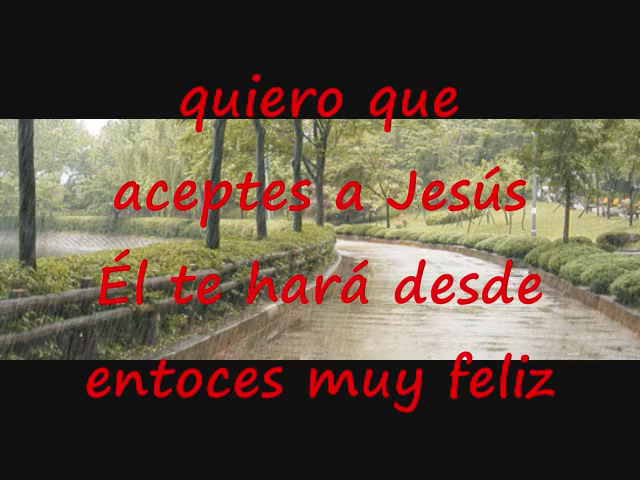 quiero que
aceptes a Jesús
Él te hará desde
entoces muy feliz